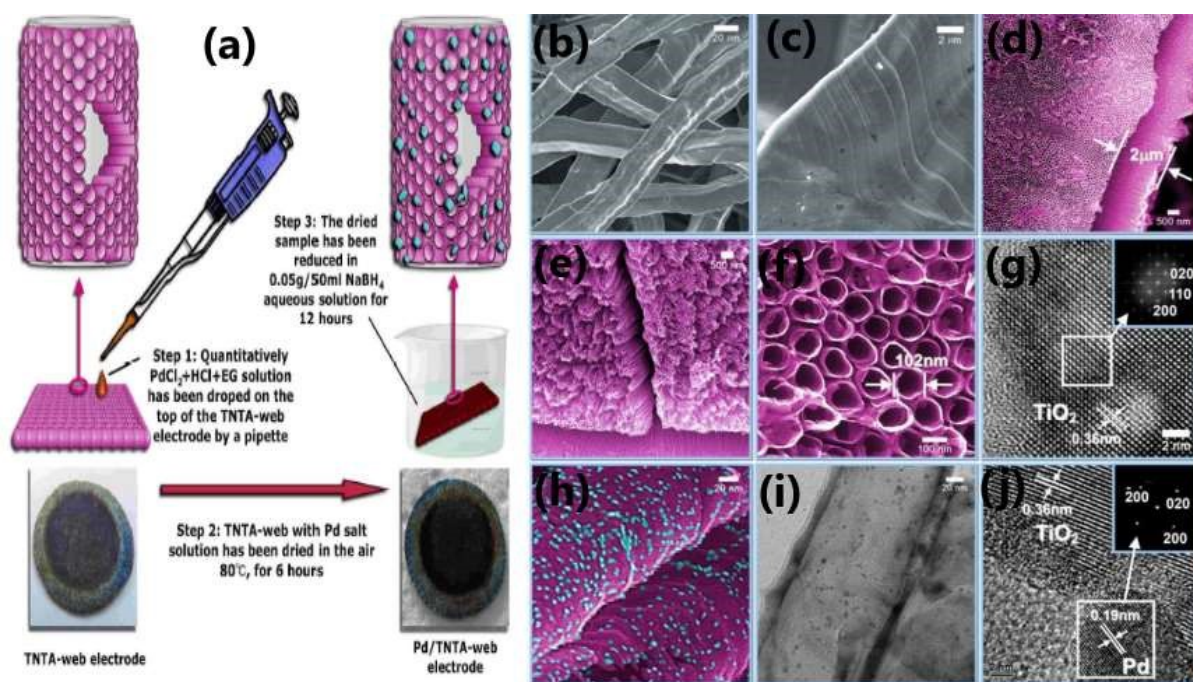 (a)
Step 3: The dried
sample has been
reduced in
0.05g/50ml NaBH₄
aqueous solution for
12 hours
Step 1: Quantitatively
PdCl₂+HCl+EG solution
has been droped on the
top of the TNTA-web
electrode by a pipette
Step 2: TNTA-web with Pd salt
solution has been dried in the air
80℃, for 6 hours
TNTA-web electrode
Pd/TNTA-web
electrode
(b)
(c)
2 μm
(d)
2μm
500 nm
(e)
500 nm
(f)
102nm
100 nm
(g)
020
110
200
TiO₂
0.36nm
2 nm
(h)
20 nm
(i)
20 nm
(j)
0.36nm
TiO₂
200
020
200
0.19nm
Pd